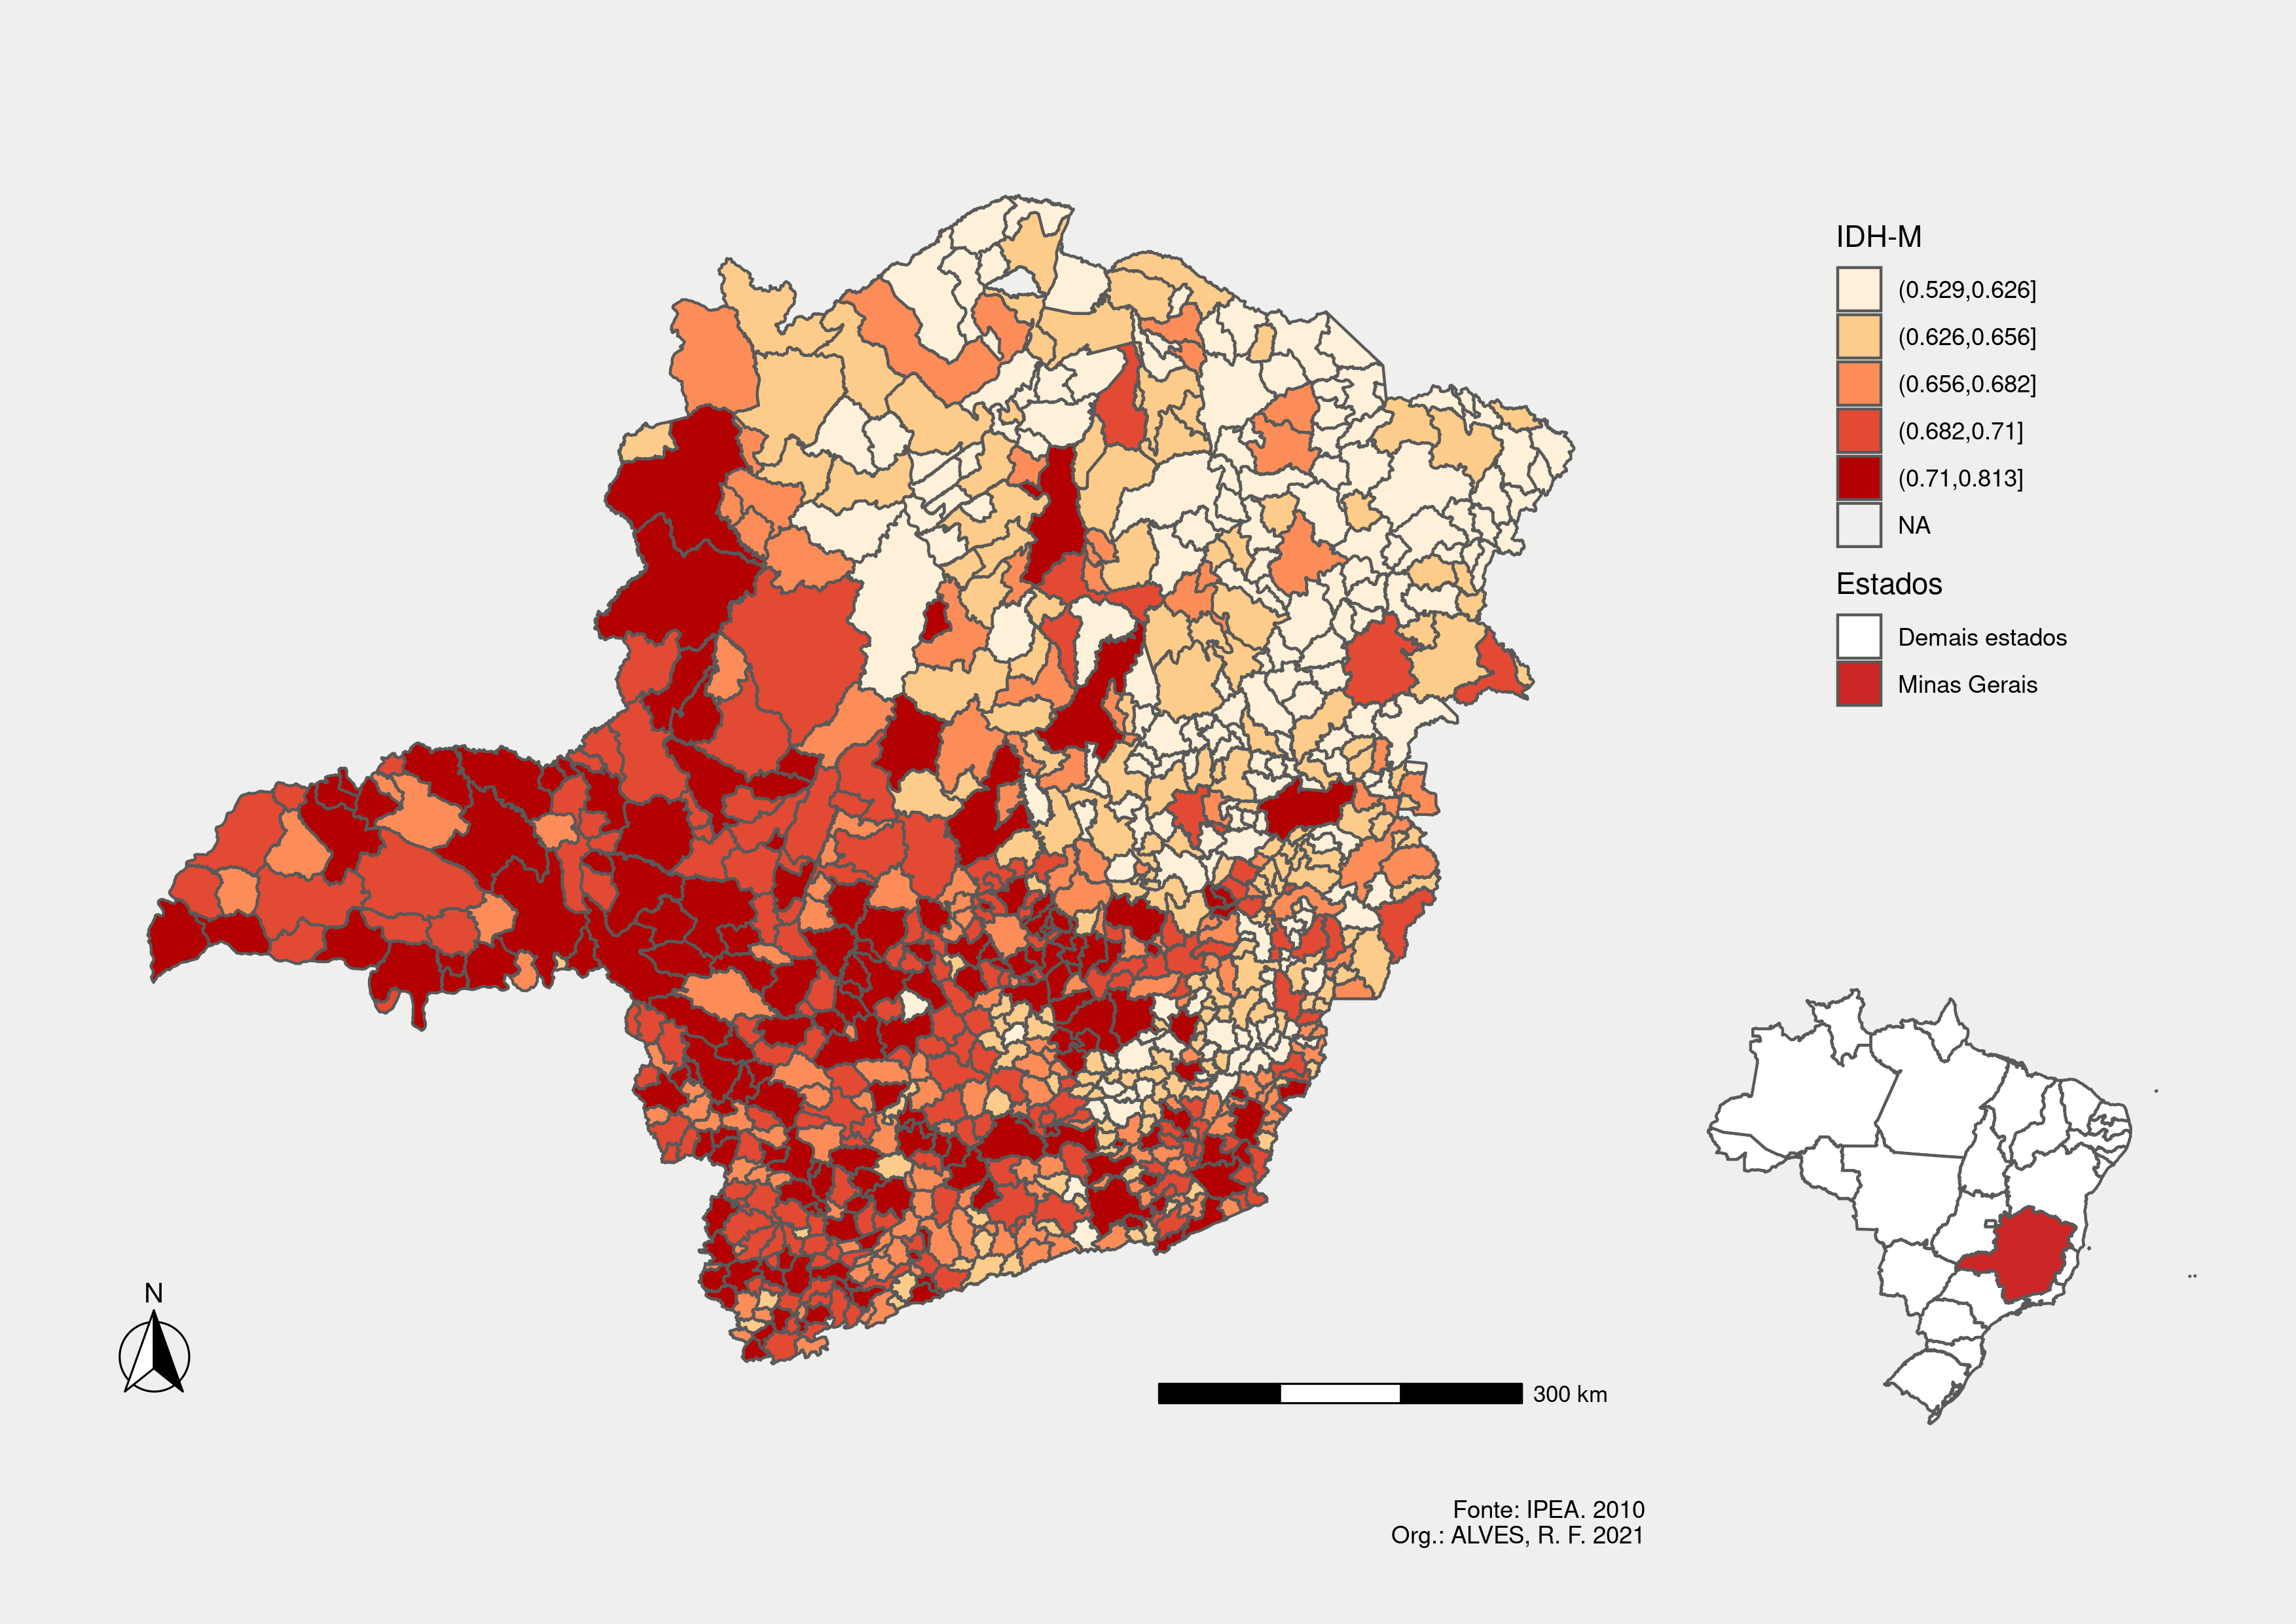 IDH-M
(0.529,0.626]
(0.626,0.656]
(0.656,0.682]
(0.682,0.71]
(0.71,0.813]
NA
Estados
Demais estados
Minas Gerais
N
300 km
Fonte: IPEA. 2010
Org.: ALVES, R. F. 2021